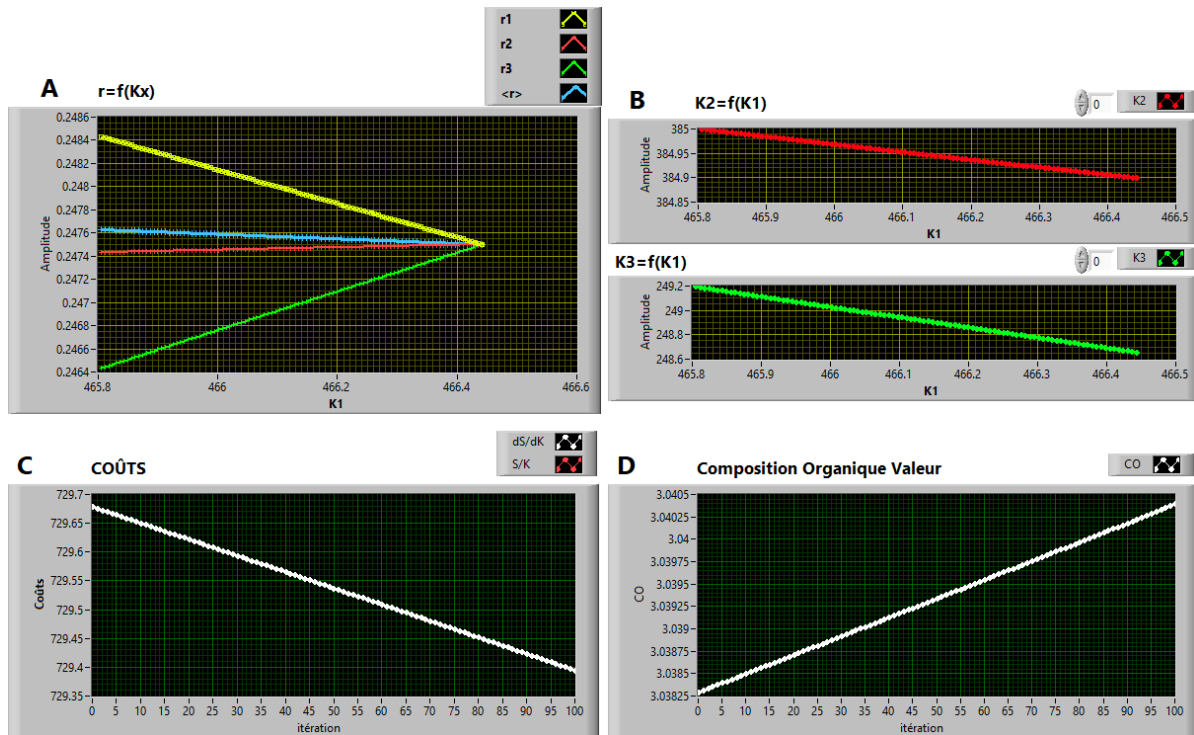 r1
r2
r3
<r>
A r=f(Kx)
0.2486
0.2484
0.2482
0.248
0.2478
0.2476
0.2474
0.2472
0.247
0.2468
0.2466
0.2464
Amplitude
465.8 466 466.2 466.4 466.6
K1
B K2=f(K1) 0 K2
385
384.95
384.9
384.85
Amplitude
465.8 465.9 466 466.1 466.2 466.3 466.4 466.5
K1
K3=f(K1) 0 K3
249.2
249
248.8
248.6
Amplitude
465.8 465.9 466 466.1 466.2 466.3 466.4 466.5
K1
dS/dK
S/K
C COÛTS
729.7
729.65
729.6
729.55
729.5
729.45
729.4
729.35
Coûts
0 5 10 15 20 25 30 35 40 45 50 55 60 65 70 75 80 85 90 95 100
itération
D Composition Organique Valeur CO
3.0405
3.04025
3.04
3.03975
3.0395
3.03925
3.039
3.03875
3.0385
3.03825
CO
0 5 10 15 20 25 30 35 40 45 50 55 60 65 70 75 80 85 90 95 100
itération